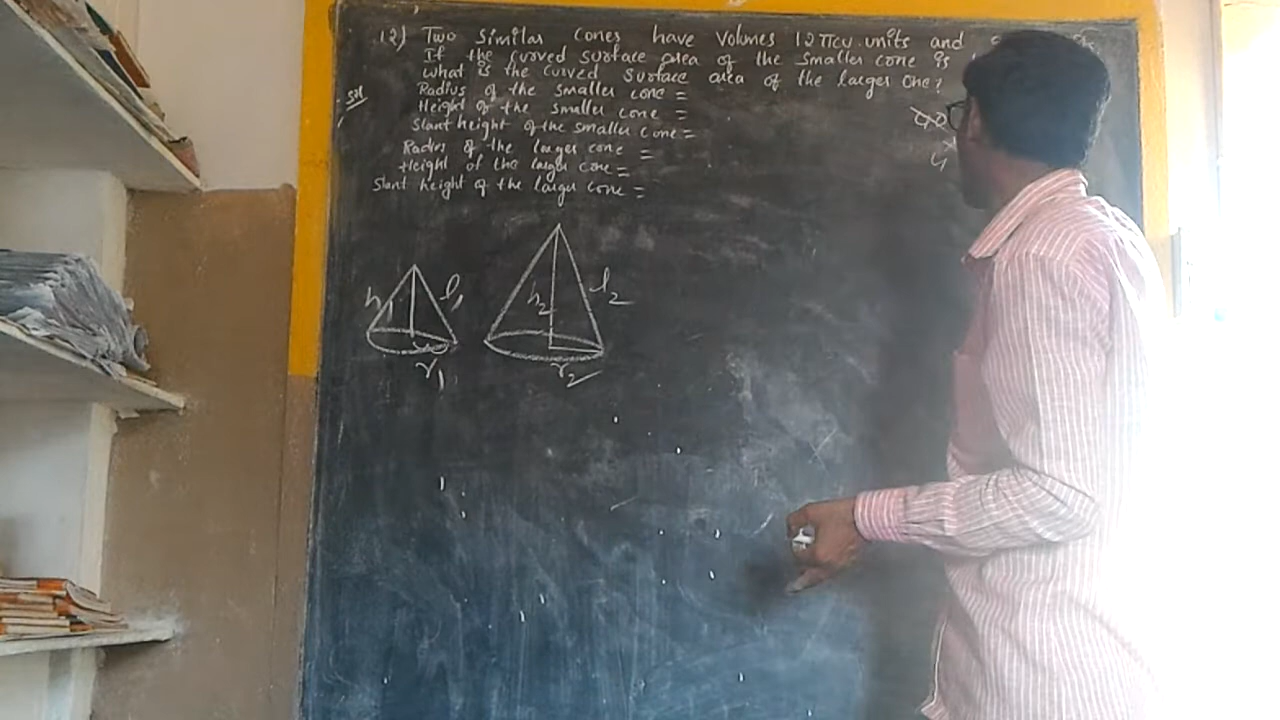 12) Two Similar Cones have Volumes 12πcu.units and
If the curved surface area of the smaller cone is
what is the curved surface area of the larger One?
Sol
Radius of the smaller cone =
Height of the smaller cone =
Slant height of the smaller cone =
Radius of the larger cone =
Height of the larger cone =
Slant height of the larger cone =
h1 l1 h2 l2
r1 r2